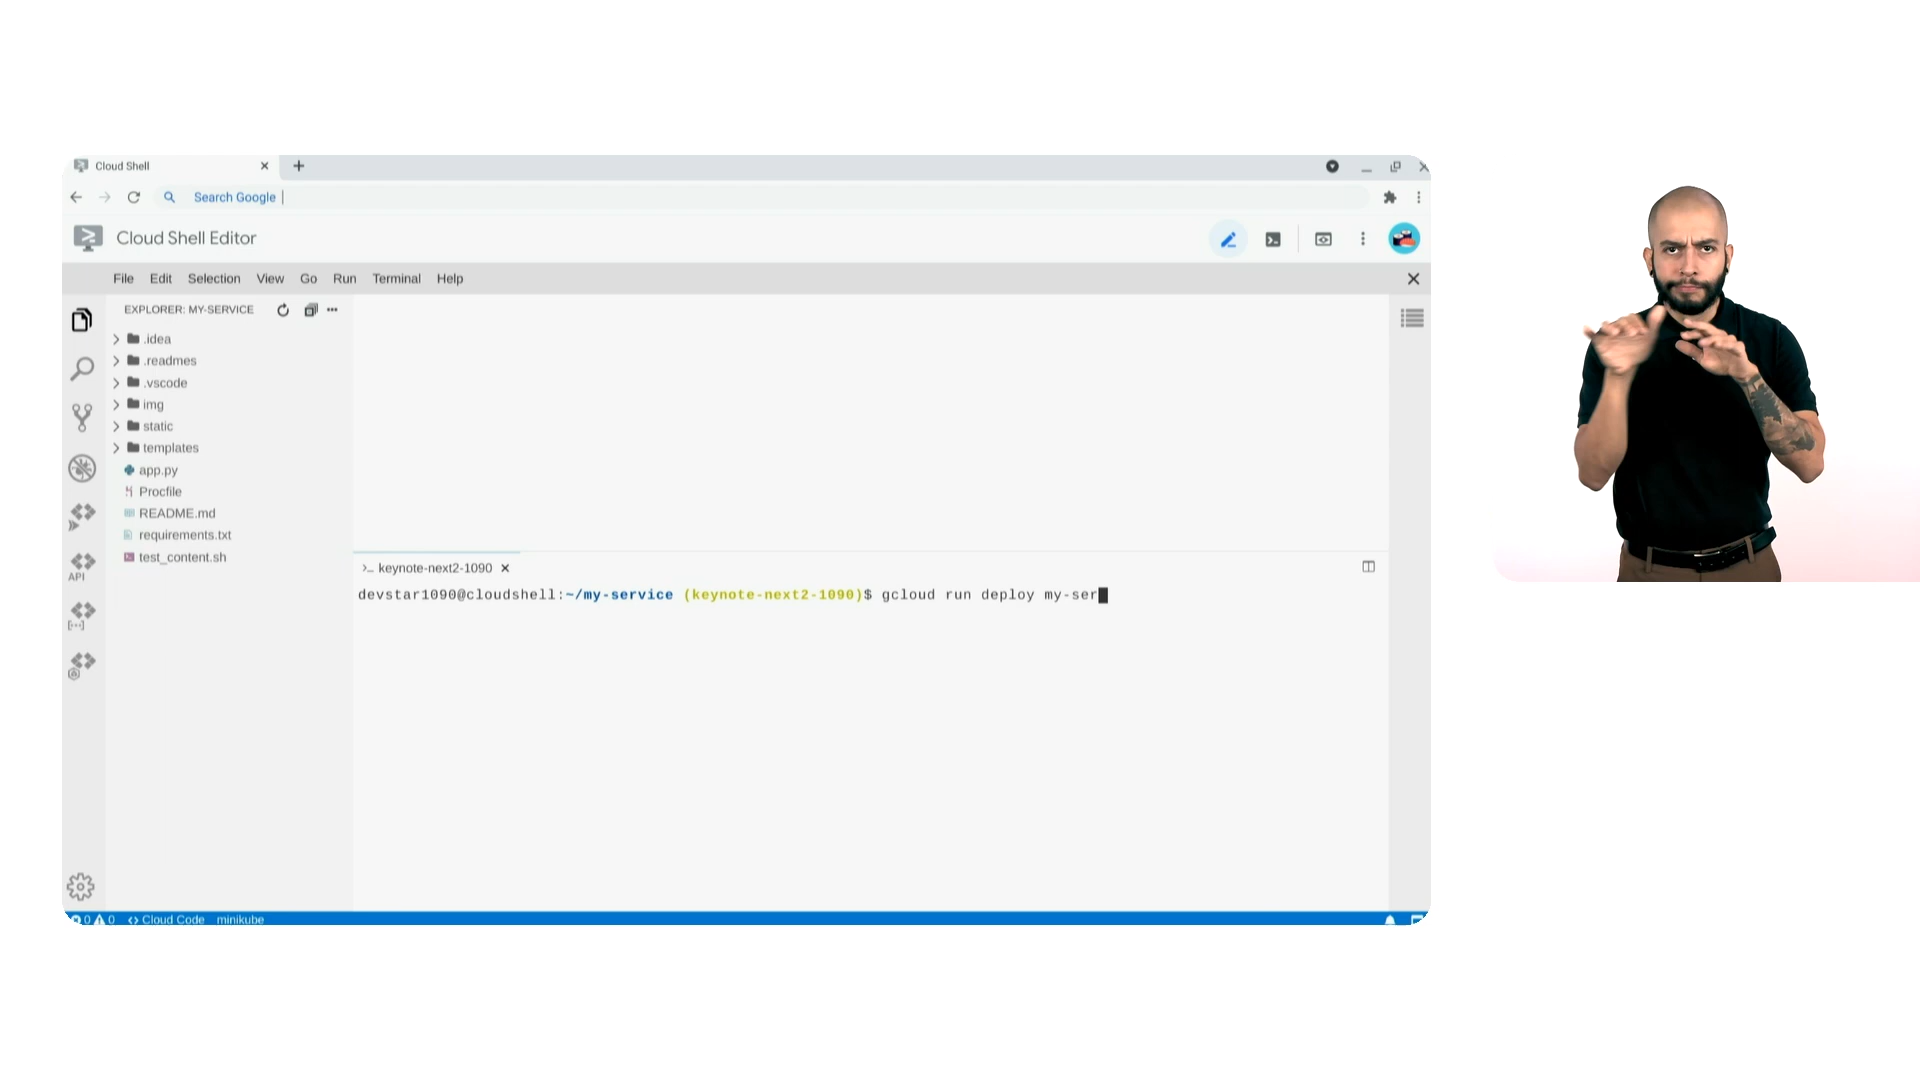 Cloud Shell
Search Google
Cloud Shell Editor
File Edit Selection View Go Run Terminal Help
EXPLORER: MY-SERVICE
.idea
.readmes
.vscode
img
static
templates
app.py
Procfile
README.md
requirements.txt
test_content.sh
API
>_ keynote-next2-1090
devstar1090@cloudshell:~/my-service (keynote-next2-1090)$ gcloud run deploy my-ser
0 0 <> Cloud Code minikube